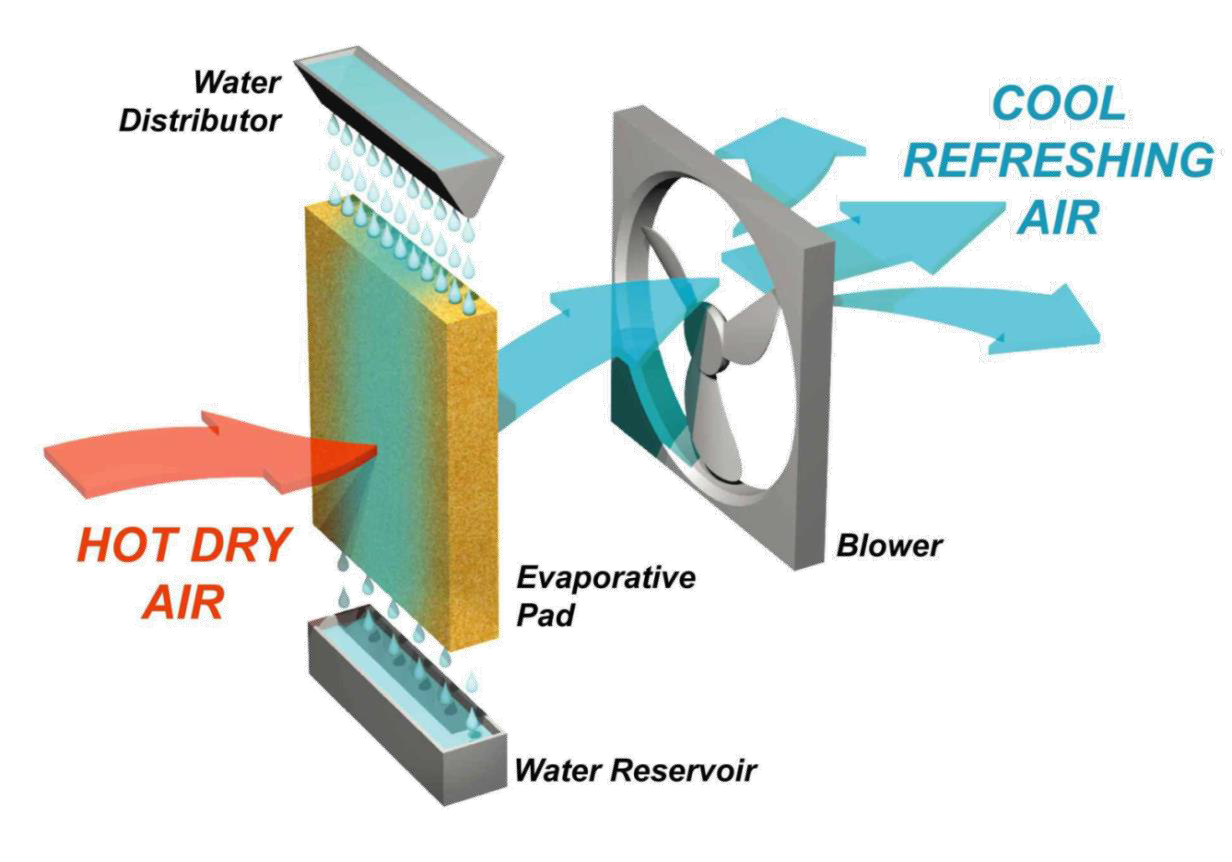 Water
Distributor
COOL
REFRESHING
AIR
HOT DRY
AIR
Evaporative
Pad
Blower
Water Reservoir